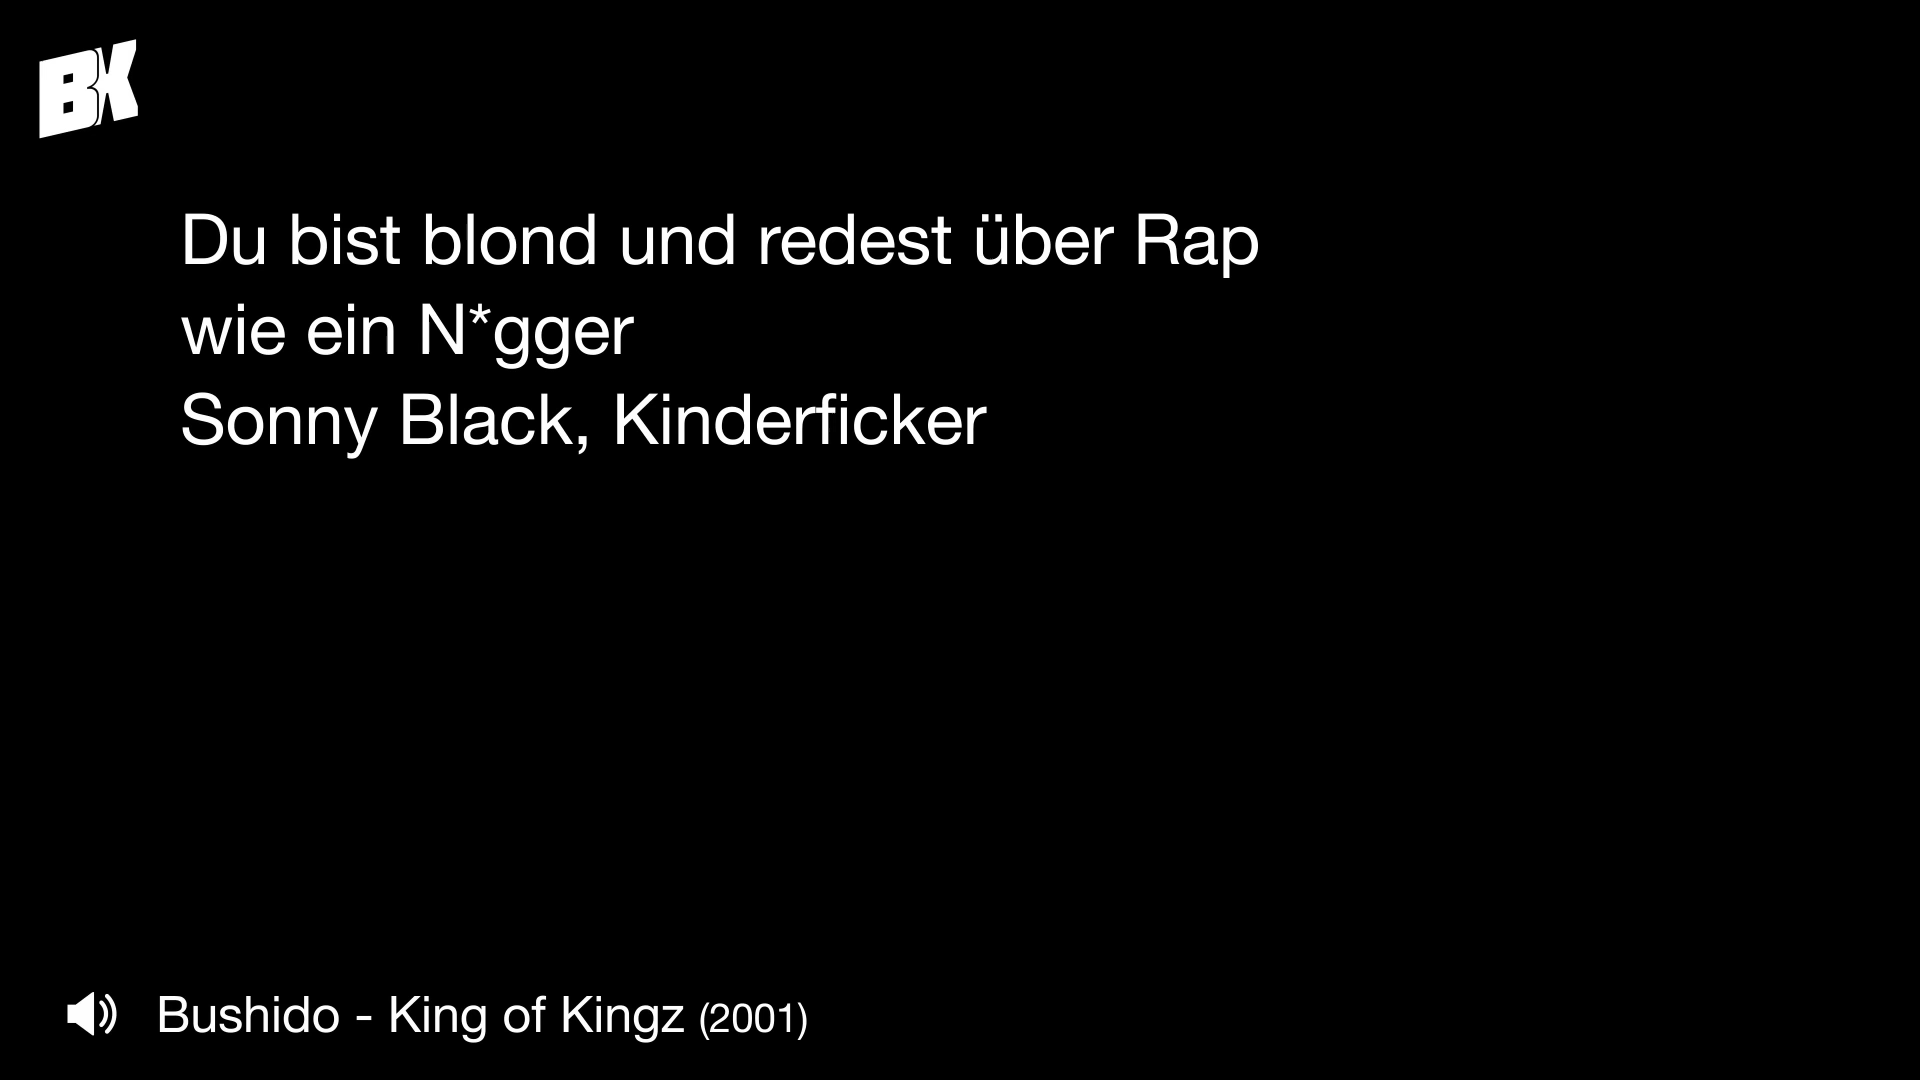 BK
Du bist blond und redest über Rap
wie ein N*gger
Sonny Black, Kinderficker
Bushido - King of Kingz (2001)